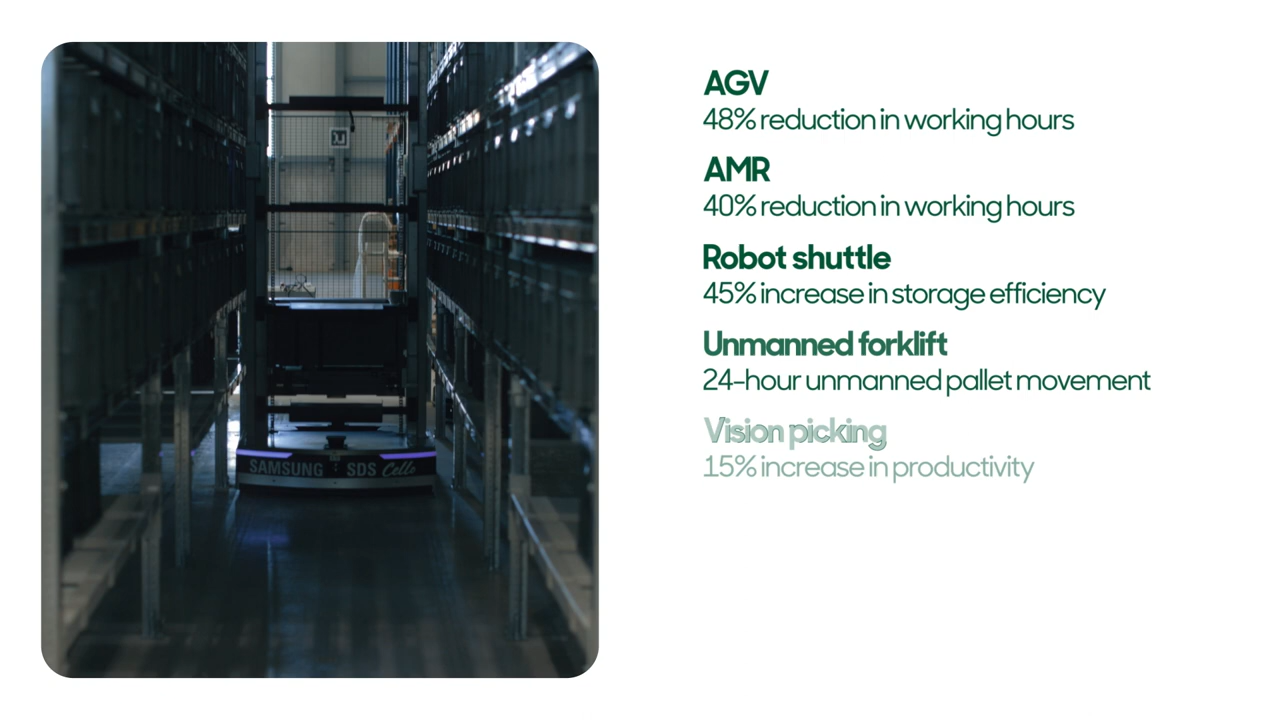 SAMSUNG SDS Cello
AGV
48% reduction in working hours
AMR
40% reduction in working hours
Robot shuttle
45% increase in storage efficiency
Unmanned forklift
24-hour unmanned pallet movement
Vision picking
15% increase in productivity